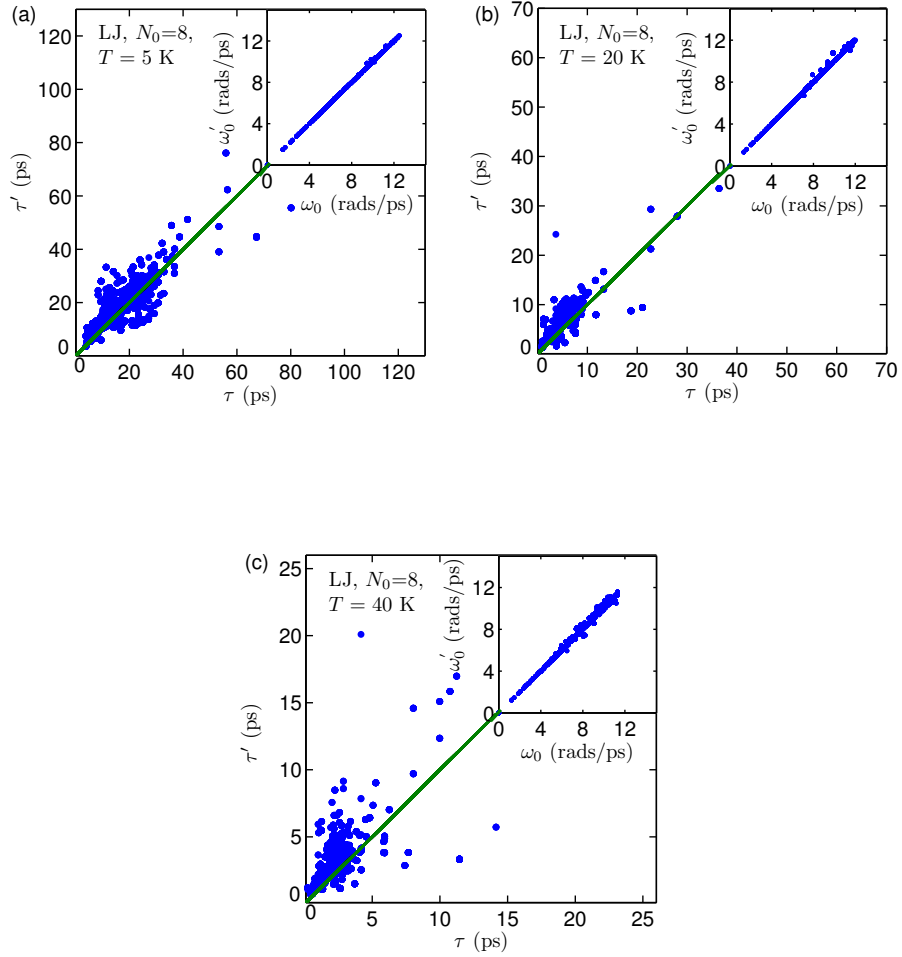 (a)
LJ, N₀=8,
T = 5 K
τ′ (ps)
120
100
80
60
40
20
0
0 20 40 60 80 100 120
τ (ps)
ω₀′ (rads/ps)
12
8
4
0
0 4 8 12
ω₀ (rads/ps)
(b)
LJ, N₀=8,
T = 20 K
τ′ (ps)
70
60
50
40
30
20
10
0
0 10 20 30 40 50 60 70
τ (ps)
ω₀′ (rads/ps)
12
8
4
0
0 4 8 12
ω₀ (rads/ps)
(c)
LJ, N₀=8,
T = 40 K
τ′ (ps)
25
20
15
10
5
0
0 5 10 15 20 25
τ (ps)
ω₀′ (rads/ps)
12
8
4
0
0 4 8 12
ω₀ (rads/ps)